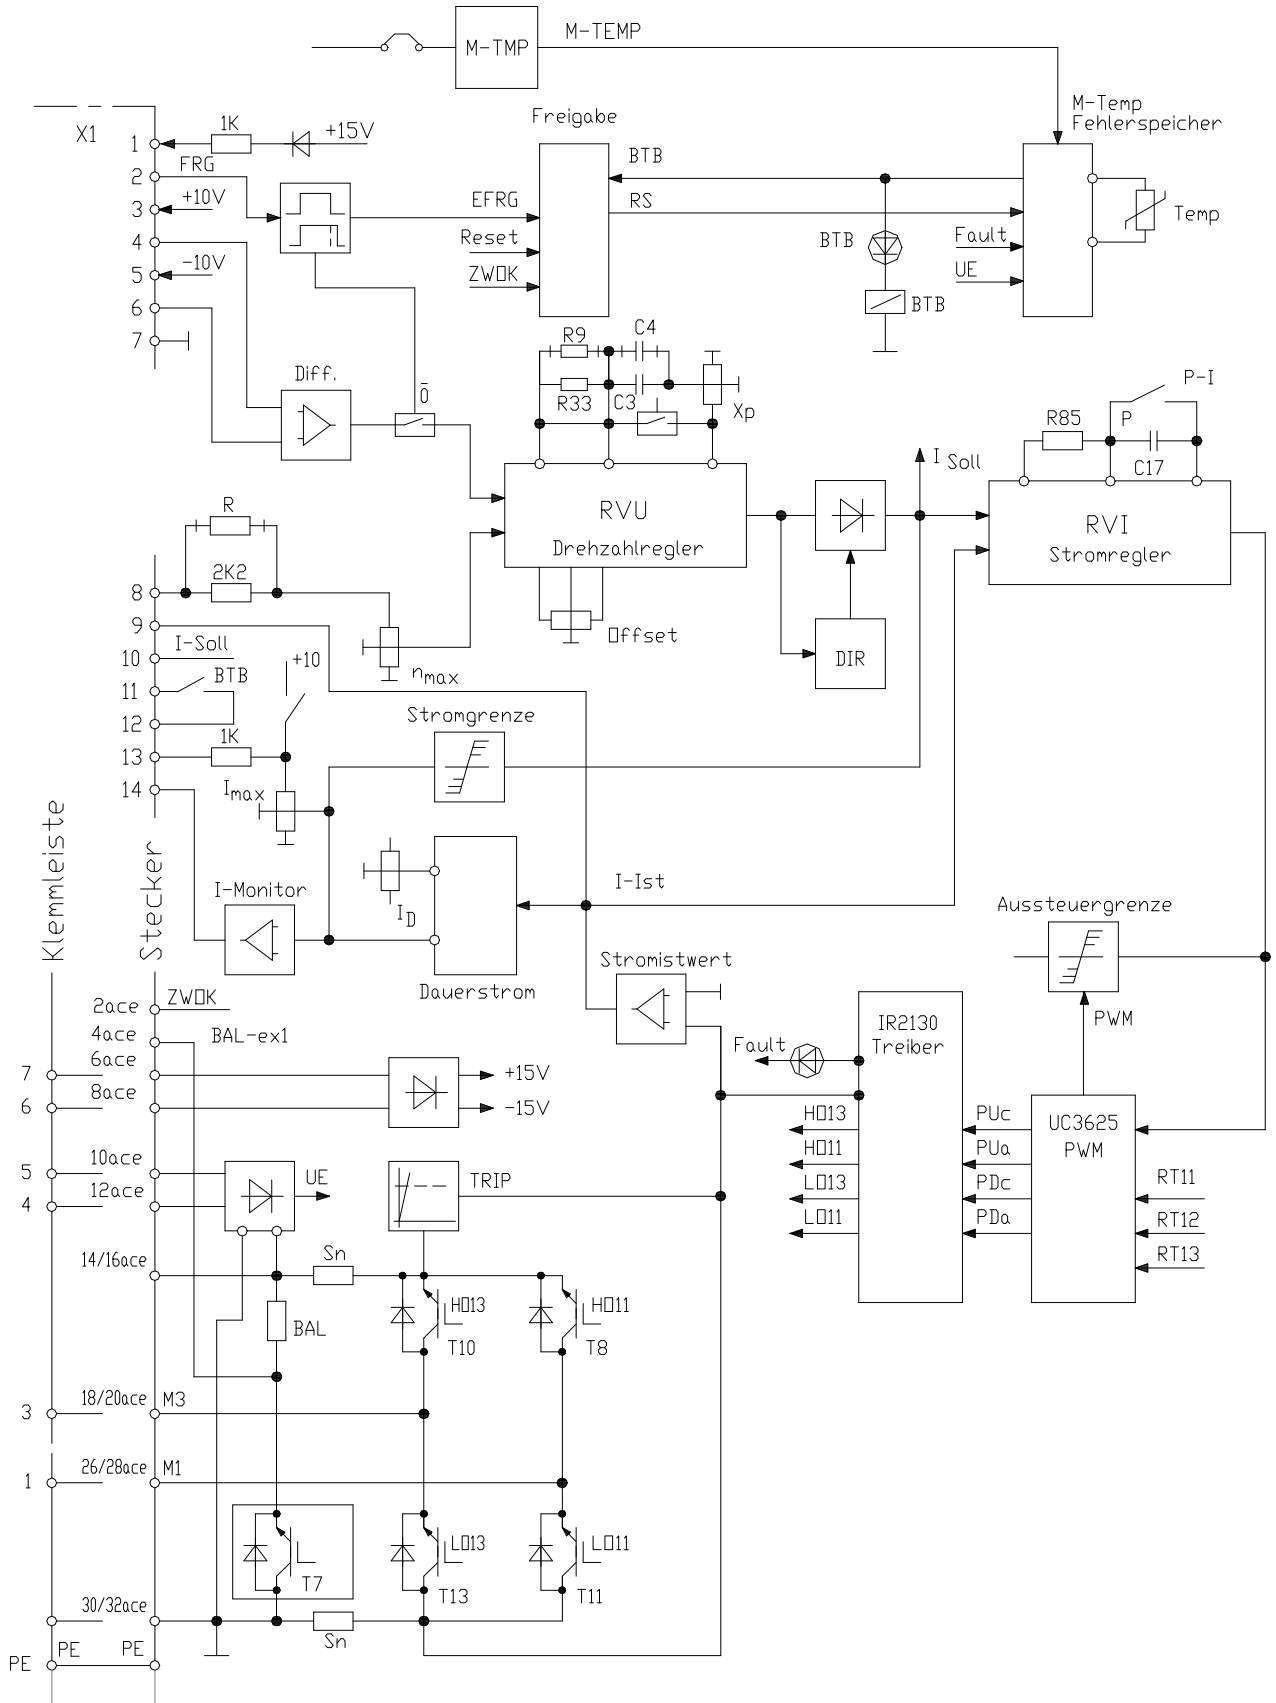 M-TMP
M-TEMP
X1
1
1K
+15V
2
FRG
3
+10V
4
5
-10V
6
7
Freigabe
EFRG
Reset
ZWOK
BTB
RS
M-Temp
Fehlerspeicher
Fault
UE
Temp
BTB
BTB
Diff.
0
R9
C4
R33
C3
Xp
RVU
Drehzahlregler
Offset
I Soll
DIR
P-I
R85
P
C17
RVI
Stromregler
R
2K2
8
9
10
I-Soll
11
BTB
12
+10
13
1K
14
nmax
Imax
Stromgrenze
I-Monitor
ID
Dauerstrom
I-Ist
Stromistwert
Aussteuergrenze
PWM
Klemmleiste
Stecker
2ace
ZWOK
4ace
BAL-ex1
7
6ace
+15V
6
8ace
-15V
5
10ace
4
12ace
UE
TRIP
Fault
IR2130
Treiber
HO13
HO11
LO13
LO11
PUc
PUa
PDc
PDa
UC3625
PWM
RT11
RT12
RT13
14/16ace
Sn
BAL
HO13
T10
HO11
T8
3
18/20ace
M3
1
26/28ace
M1
T7
LO13
T13
LO11
T11
30/32ace
Sn
PE
PE
PE